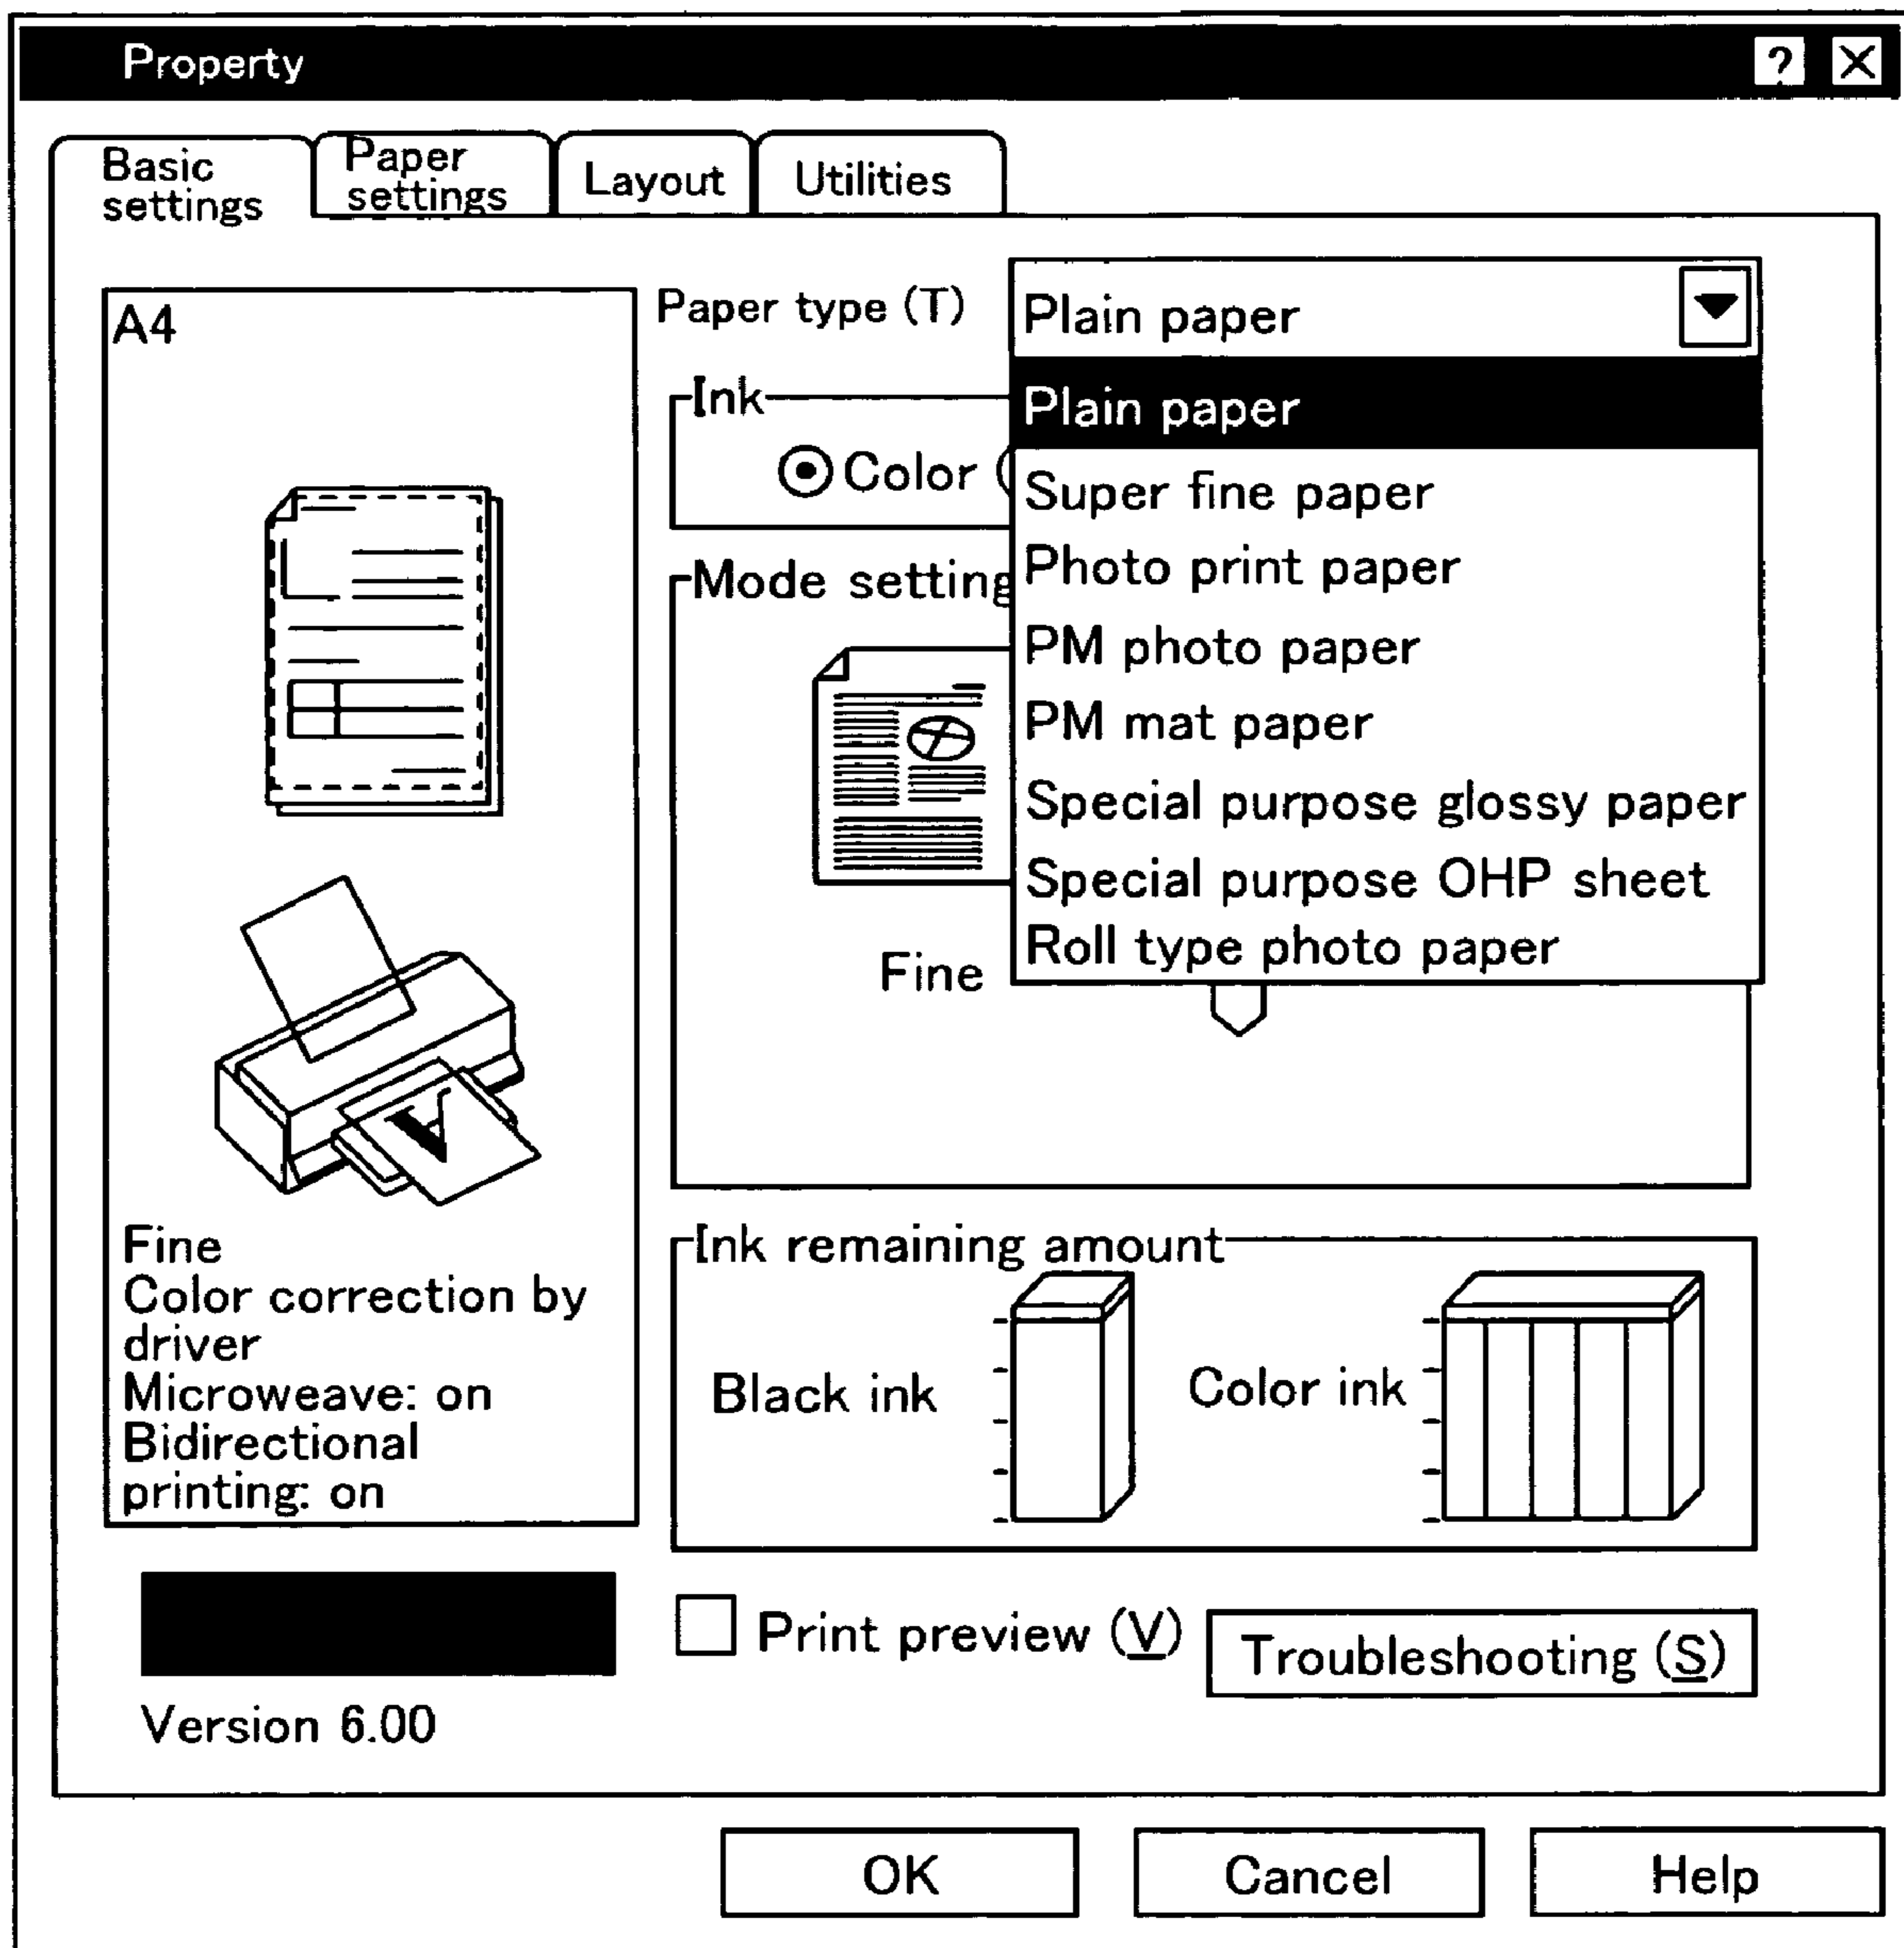 Property
?
Basic
settings
Paper
settings
Layout
Utilities
A4
Paper type (T)
Plain paper
Plain paper
Super fine paper
Photo print paper
PM photo paper
PM mat paper
Special purpose glossy paper
Special purpose OHP sheet
Roll type photo paper
Ink
Color (
Mode setting
Fine
A
Fine
Color correction by
driver
Microweave: on
Bidirectional
printing: on
Ink remaining amount
Black ink
Color ink
Print preview (V)
Troubleshooting (S)
Version 6.00
OK
Cancel
Help